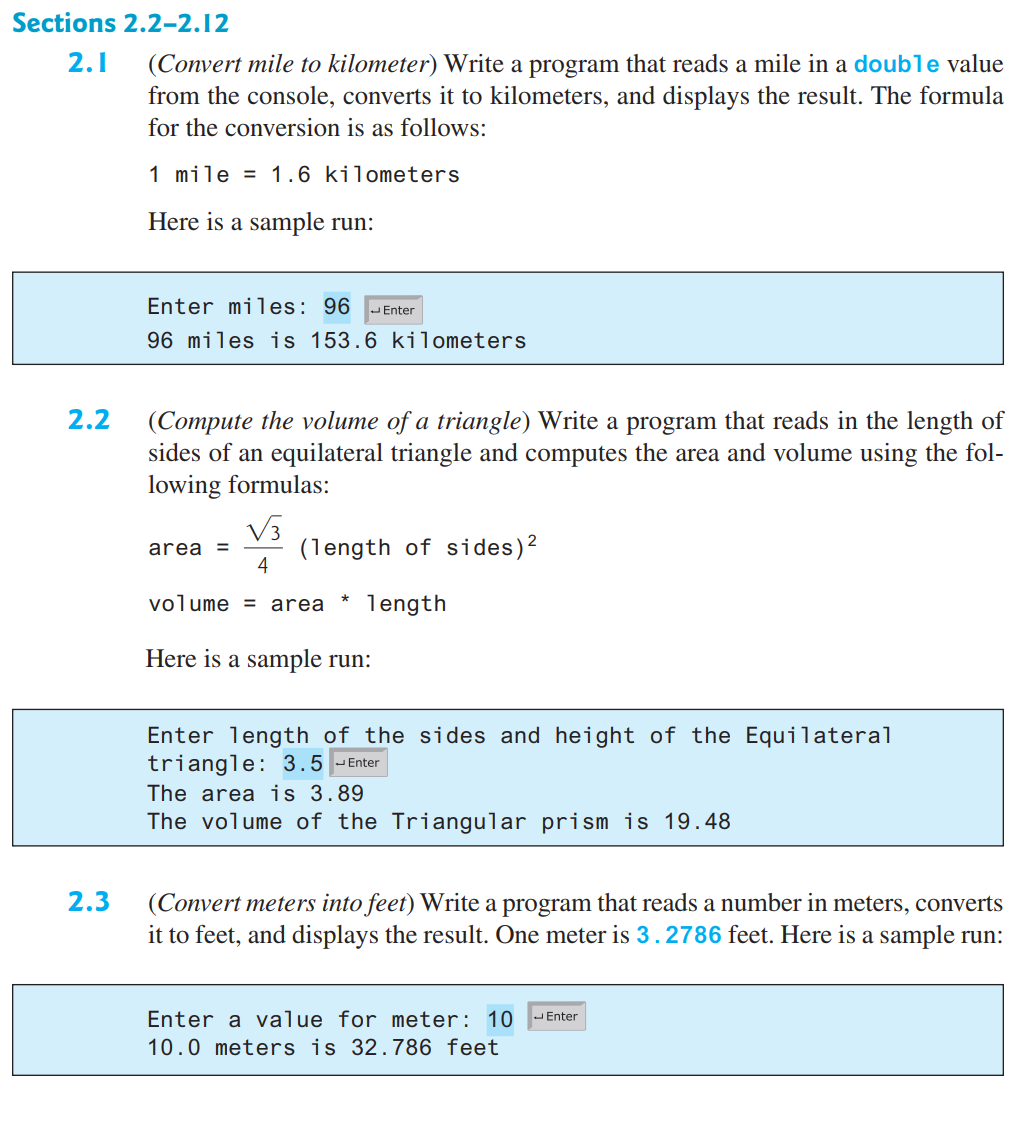 Sections 2.2–2.12
2.1 (Convert mile to kilometer) Write a program that reads a mile in a double value
from the console, converts it to kilometers, and displays the result. The formula
for the conversion is as follows:
1 mile = 1.6 kilometers
Here is a sample run:
Enter miles: 96 ↵Enter
96 miles is 153.6 kilometers
2.2 (Compute the volume of a triangle) Write a program that reads in the length of
sides of an equilateral triangle and computes the area and volume using the fol-
lowing formulas:
area = √3/4 (length of sides)²
volume = area * length
Here is a sample run:
Enter length of the sides and height of the Equilateral
triangle: 3.5 ↵Enter
The area is 3.89
The volume of the Triangular prism is 19.48
2.3 (Convert meters into feet) Write a program that reads a number in meters, converts
it to feet, and displays the result. One meter is 3.2786 feet. Here is a sample run:
Enter a value for meter: 10 ↵Enter
10.0 meters is 32.786 feet